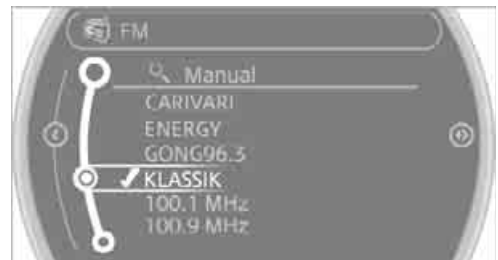 FM
Manual
CARIVARI
ENERGY
GONG96.3
KLASSIK
100.1 MHz
100.9 MHz